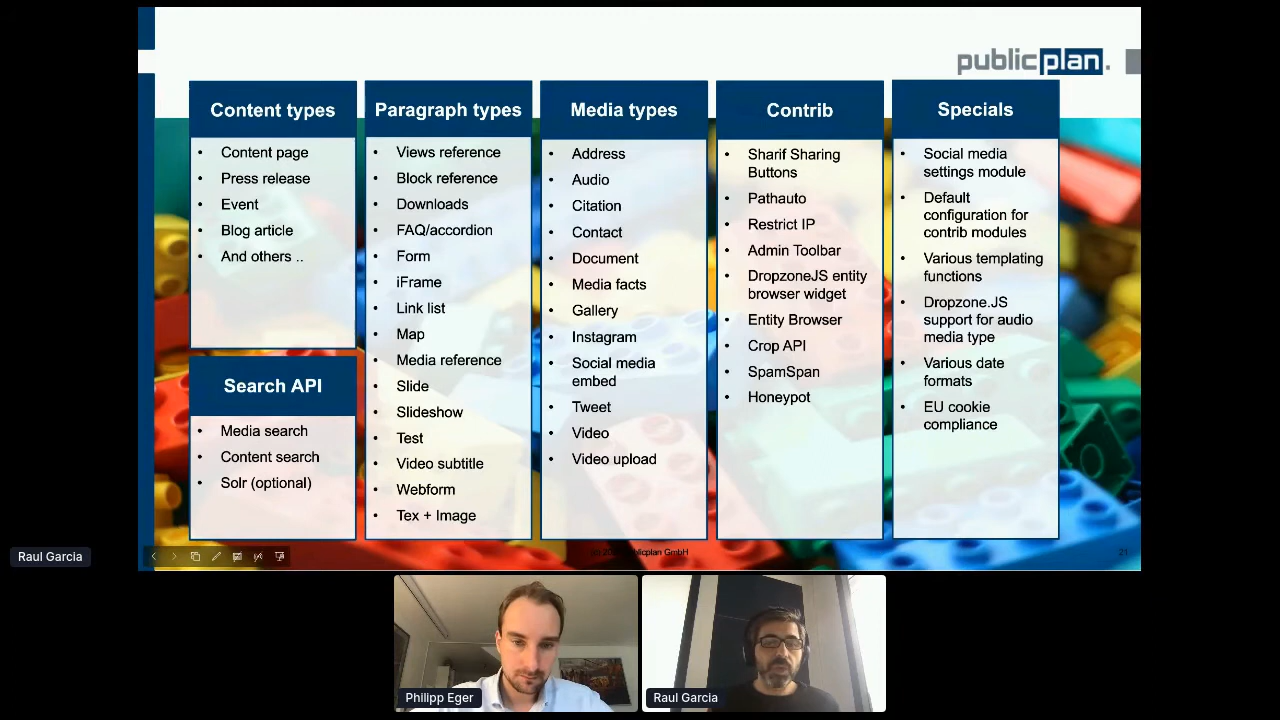 publicplan.
Content types
• Content page
• Press release
• Event
• Blog article
• And others ..
Search API
• Media search
• Content search
• Solr (optional)
Paragraph types
• Views reference
• Block reference
• Downloads
• FAQ/accordion
• Form
• iFrame
• Link list
• Map
• Media reference
• Slide
• Slideshow
• Test
• Video subtitle
• Webform
• Tex + Image
Media types
• Address
• Audio
• Citation
• Contact
• Document
• Media facts
• Gallery
• Instagram
• Social media
embed
• Tweet
• Video
• Video upload
Contrib
• Sharif Sharing
Buttons
• Pathauto
• Restrict IP
• Admin Toolbar
• DropzoneJS entity
browser widget
• Entity Browser
• Crop API
• SpamSpan
• Honeypot
Specials
• Social media
settings module
• Default
configuration for
contrib modules
• Various templating
functions
• Dropzone.JS
support for audio
media type
• Various date
formats
• EU cookie
compliance
GmbH
21
Raul Garcia
Philipp Eger
Raul Garcia